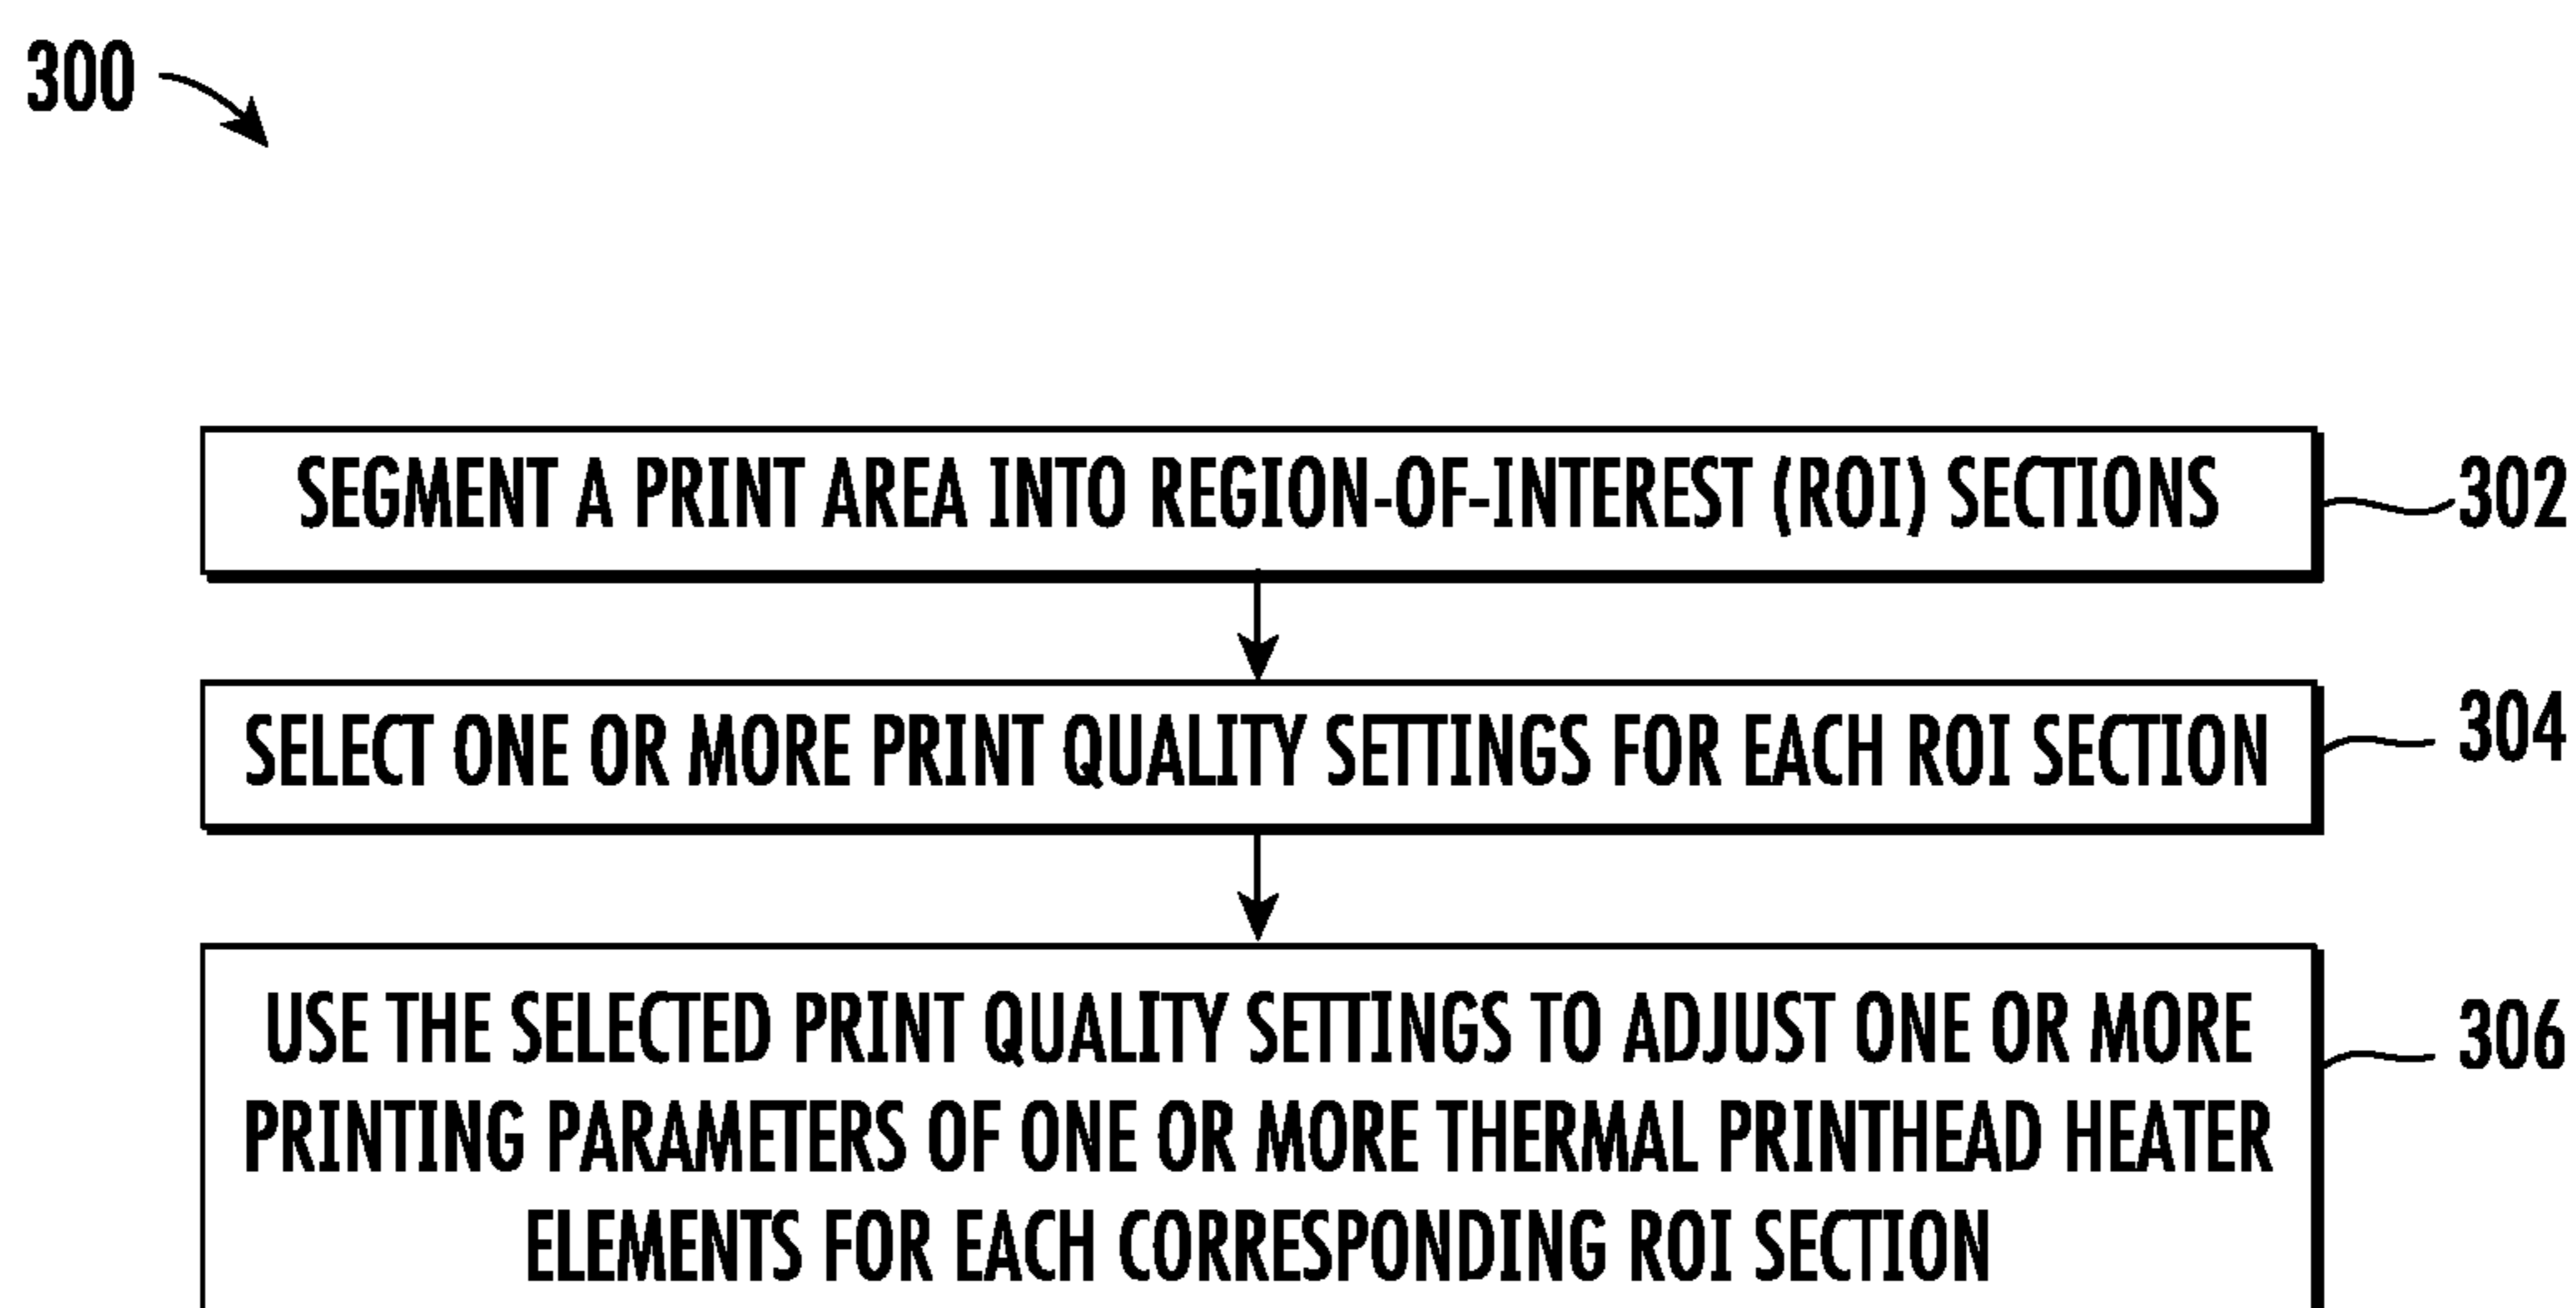 300
SEGMENT A PRINT AREA INTO REGION-OF-INTEREST (ROI) SECTIONS
302
SELECT ONE OR MORE PRINT QUALITY SETTINGS FOR EACH ROI SECTION
304
USE THE SELECTED PRINT QUALITY SETTINGS TO ADJUST ONE OR MORE
306
PRINTING PARAMETERS OF ONE OR MORE THERMAL PRINTHEAD HEATER
ELEMENTS FOR EACH CORRESPONDING ROI SECTION